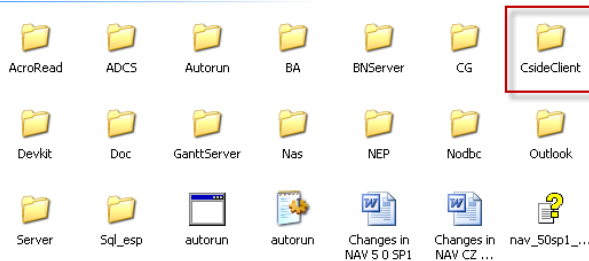 AcroRead ADCS Autorun BA BNServer CG CsideClient
Devkit Doc GanttServer Nas NEP Nodbc Outlook
Server Sql_esp autorun autorun Changes in NAV 5 0 SP1 Changes in NAV CZ ... nav_50sp1_...